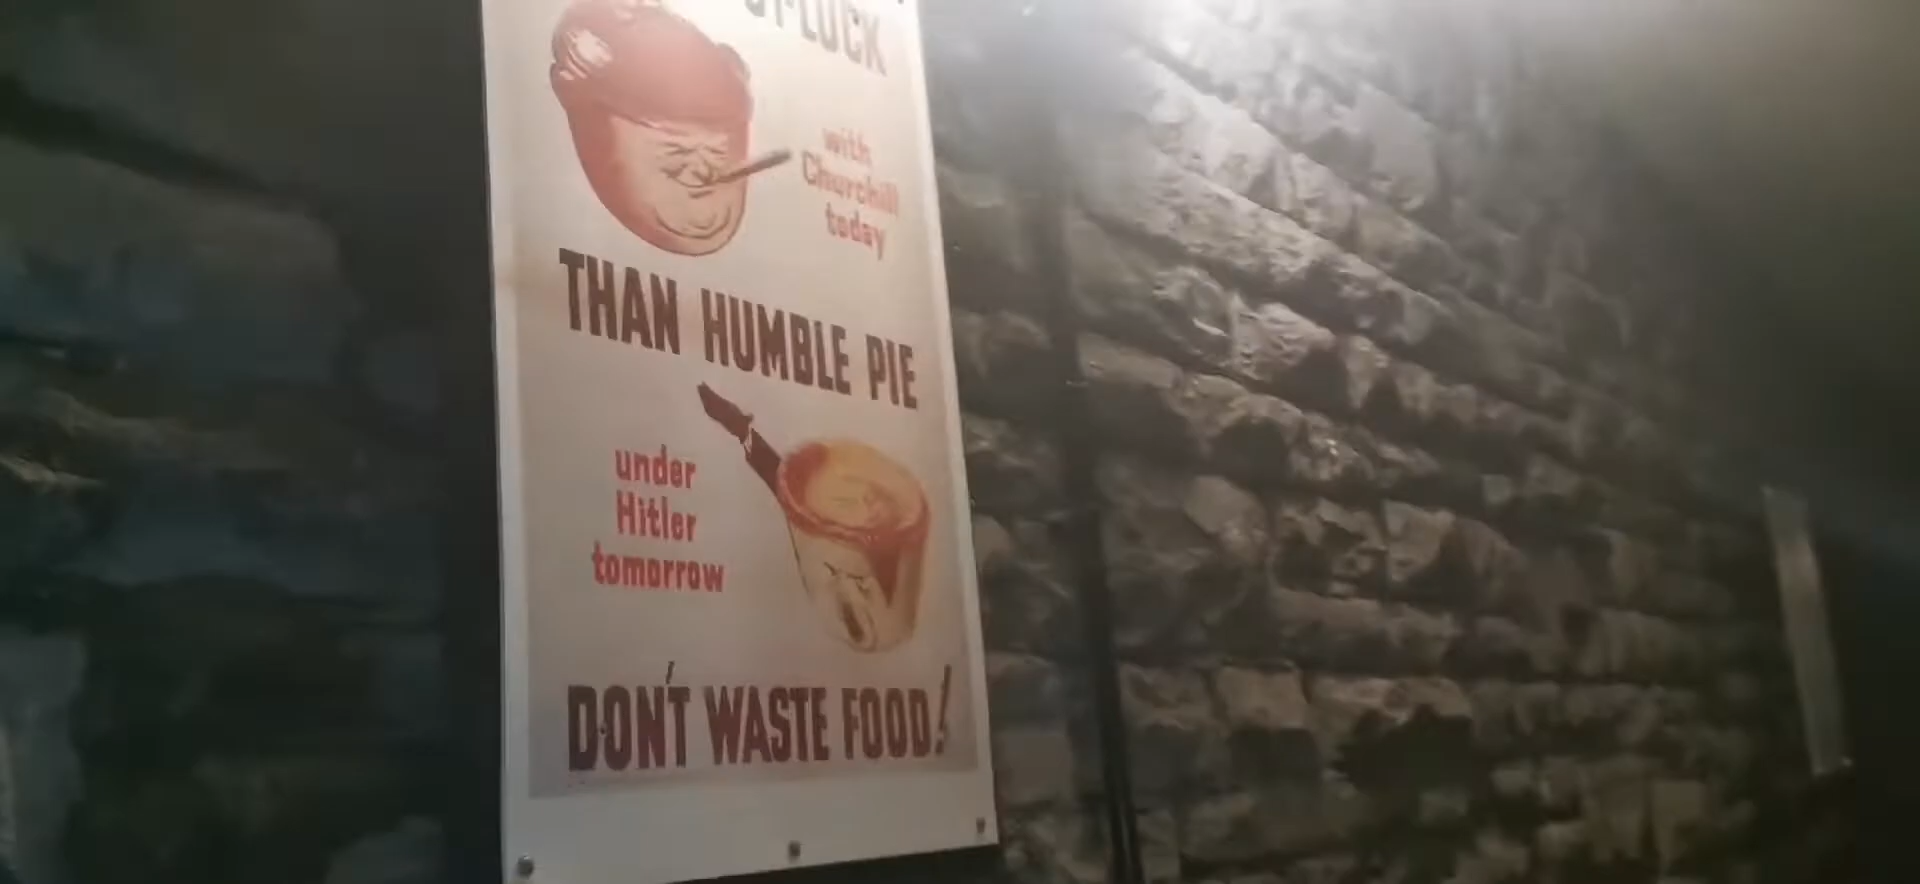 with
Churchill
today
THAN HUMBLE PIE
under
Hitler
tomorrow
DON'T WASTE FOOD!